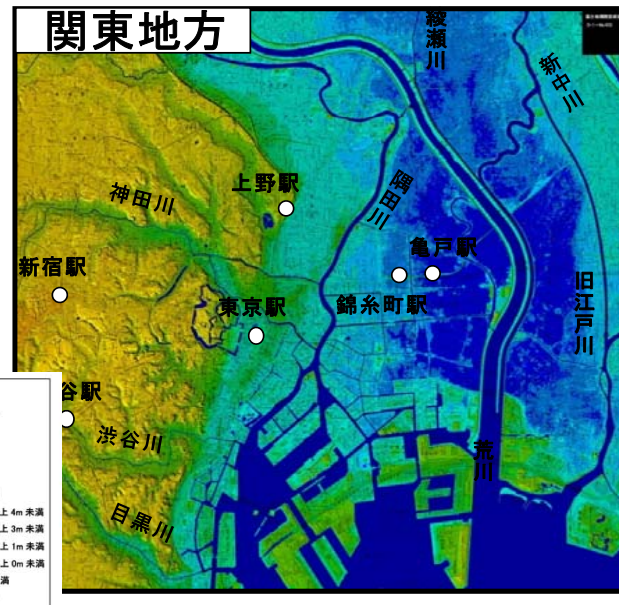 関東地方
綾瀬川
新中川
神田川
上野駅
隅田川
新宿駅
亀戸駅
東京駅
錦糸町駅
旧江戸川
谷駅
渋谷川
荒川
目黒川
上 4m 未満
上 3m 未満
上 1m 未満
上 0m 未満
満